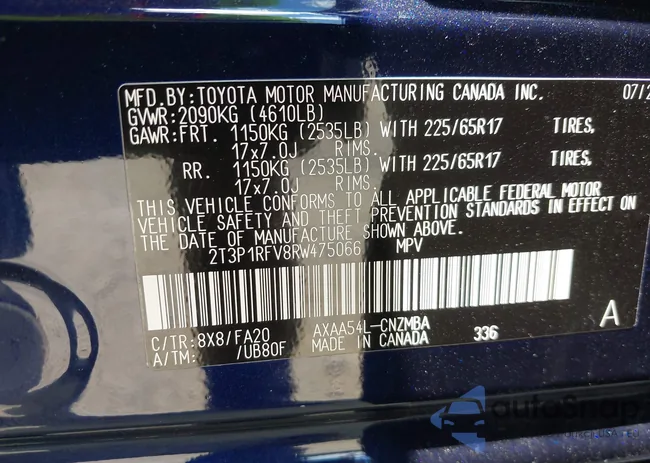 MFD.BY:TOYOTA MOTOR MANUFACTURING CANADA INC. 07/2
GVWR:2090KG (4610LB)
GAWR:FRT. 1150KG (2535LB) WITH 225/65R17 TIRES,
17x7.0J RIMS.
RR. 1150KG (2535LB) WITH 225/65R17 TIRES,
17x7.0J RIMS.
THIS VEHICLE CONFORMS TO ALL APPLICABLE FEDERAL MOTOR
VEHICLE SAFETY AND THEFT PREVENTION STANDARDS IN EFFECT ON
THE DATE OF MANUFACTURE SHOWN ABOVE.
2T3P1RFV8RW475066 MPV
C/TR:8X8/FA20 AXAA54L-CNZMBA 336 A
A/TM: /UB80F MADE IN CANADA
autoSnap